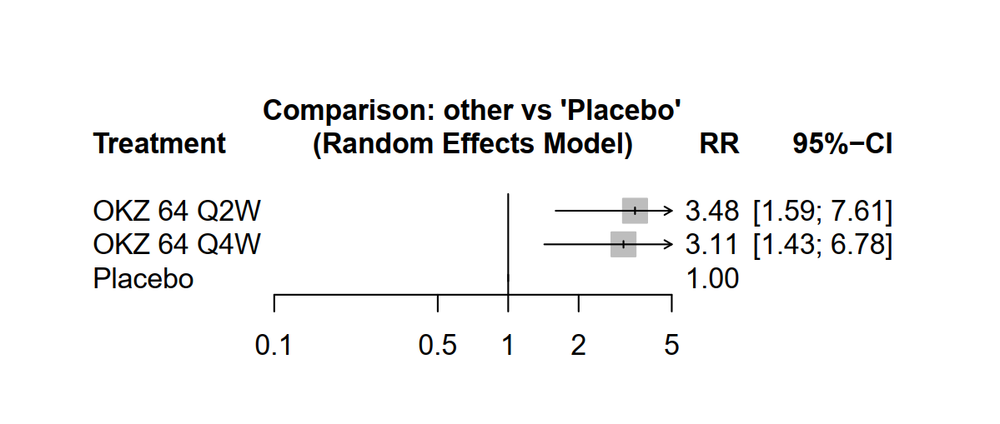 Comparison: other vs 'Placebo'
Treatment (Random Effects Model) RR 95%−CI
OKZ 64 Q2W 3.48 [1.59; 7.61]
OKZ 64 Q4W 3.11 [1.43; 6.78]
Placebo 1.00
0.1 0.5 1 2 5